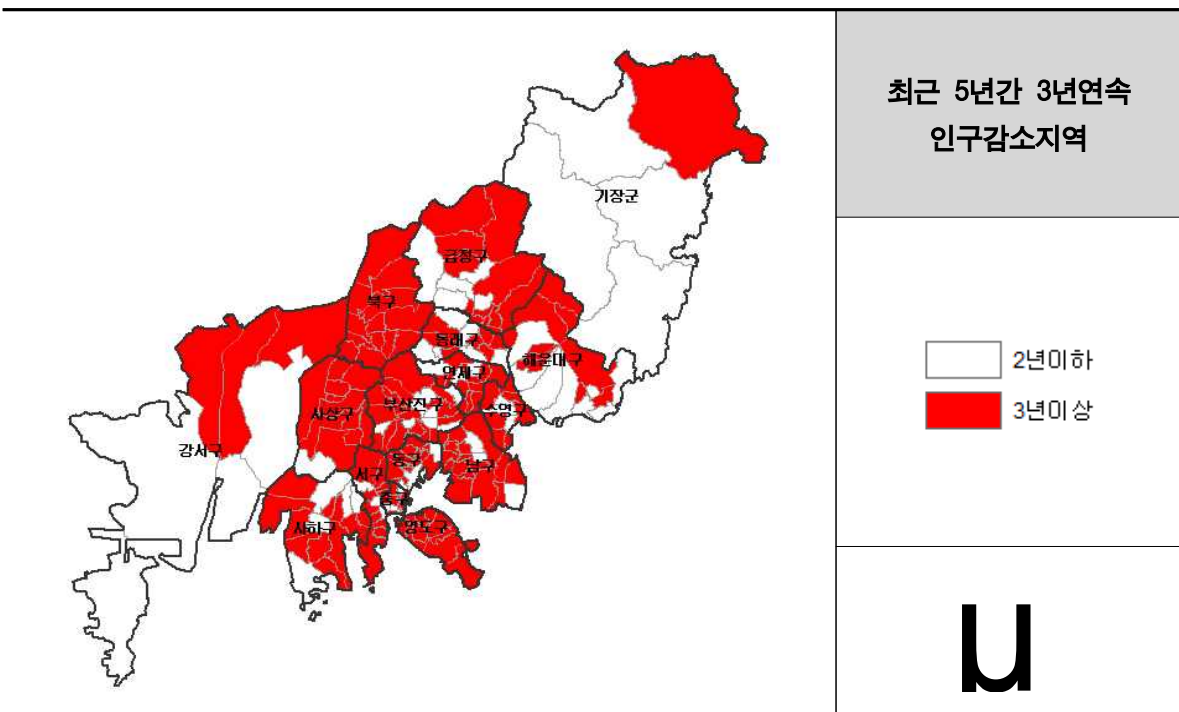 최근 5년간 3년연속
인구감소지역
기장군
금정구
북구
동래구
해운대구
연제구
부산진구
수영구
사상구
강서구
동구
남구
서구
중구
사하구
영도구
2년이하
3년이상
µ